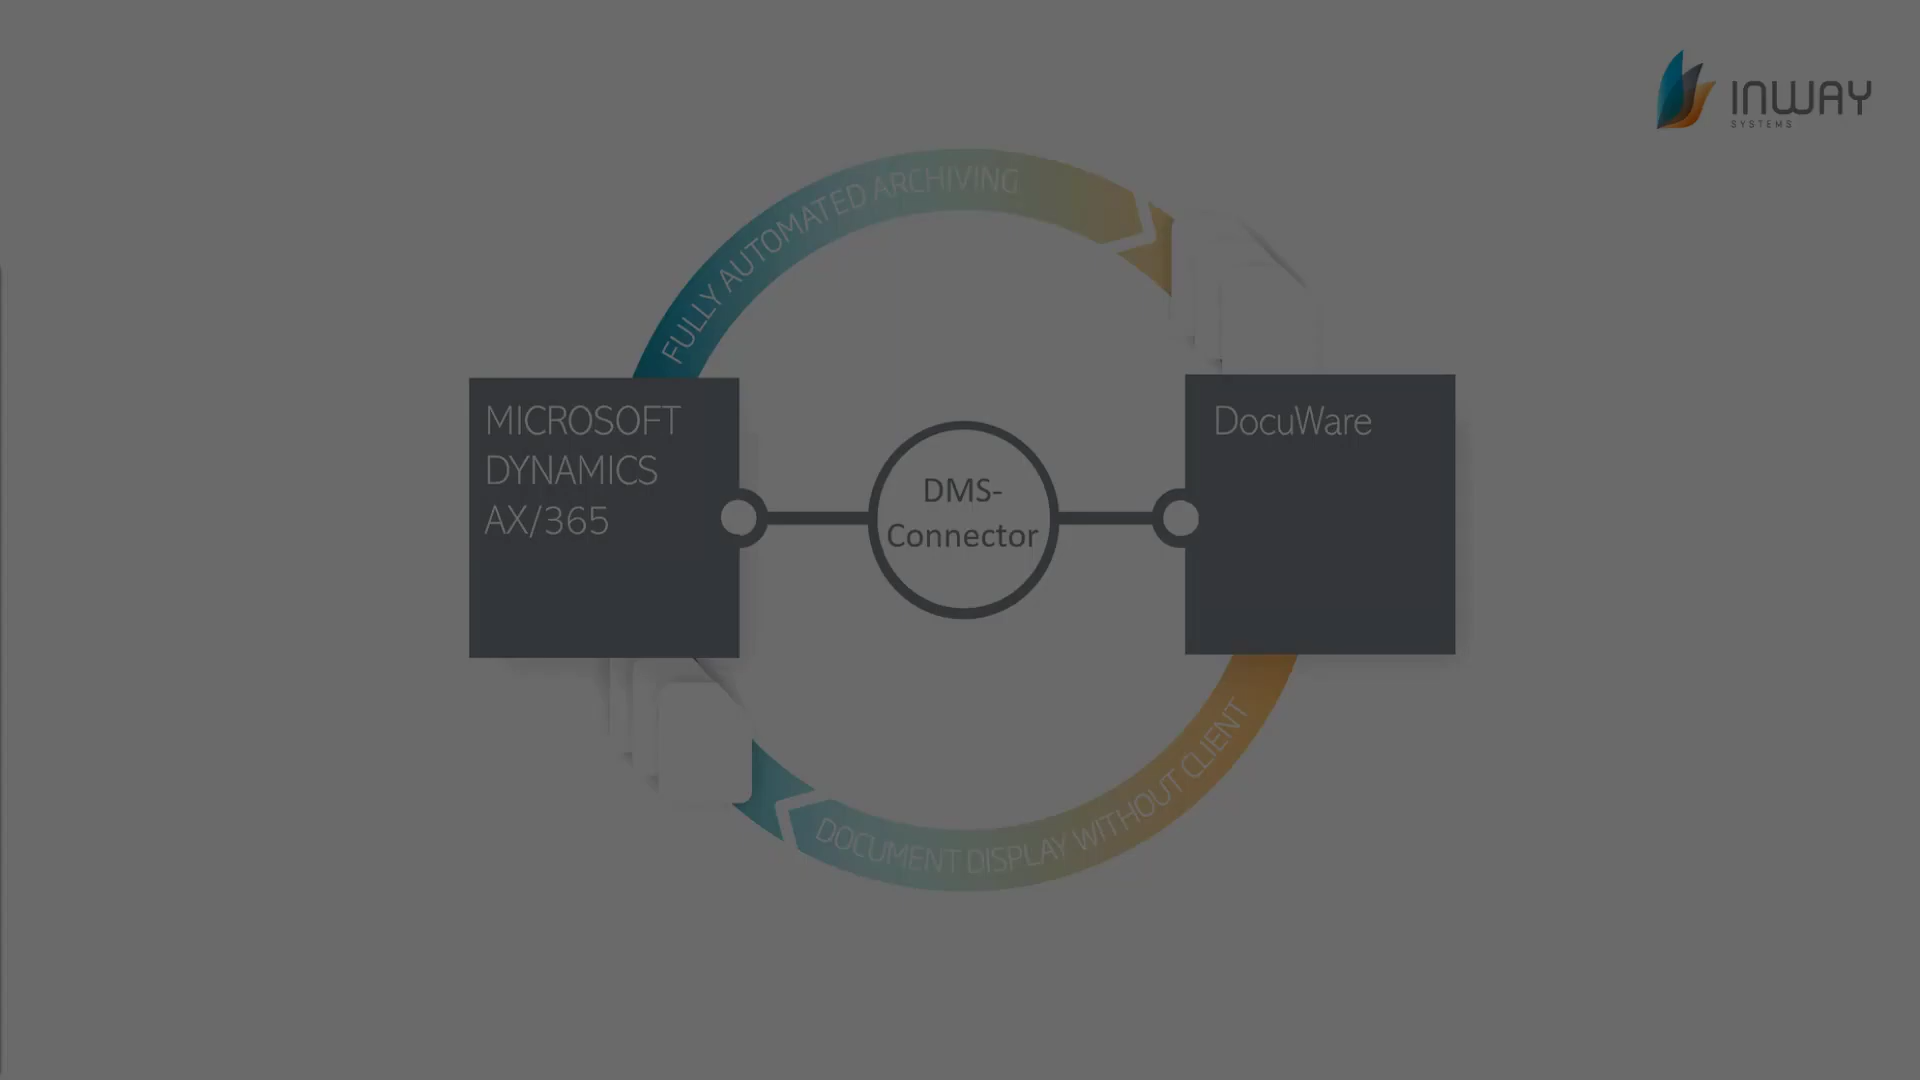 INWAY
SYSTEMS
FULLY AUTOMATED ARCHIVING
MICROSOFT
DYNAMICS
AX/365
DMS-
Connector
DocuWare
DOCUMENT DISPLAY WITHOUT CLIENT